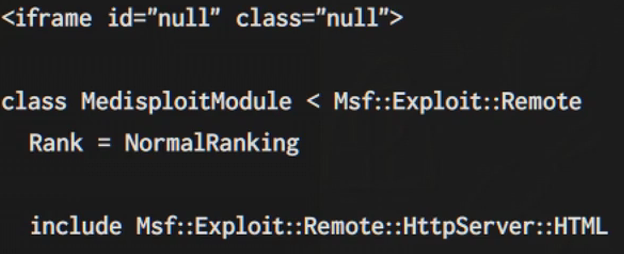 <iframe id="null" class="null">
class MedisploitModule < Msf::Exploit::Remote
Rank = NormalRanking
include Msf::Exploit::Remote::HttpServer::HTML